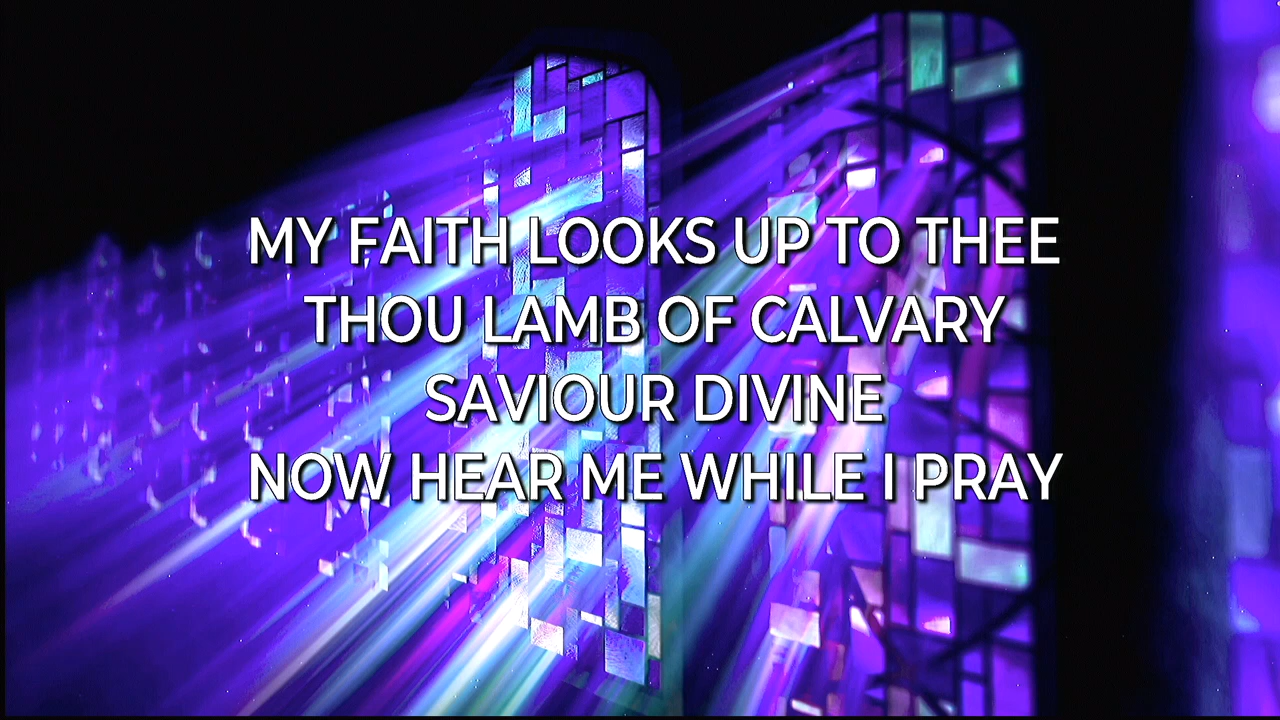 MY FAITH LOOKS UP TO THEE
THOU LAMB OF CALVARY
SAVIOUR DIVINE
NOW HEAR ME WHILE I PRAY